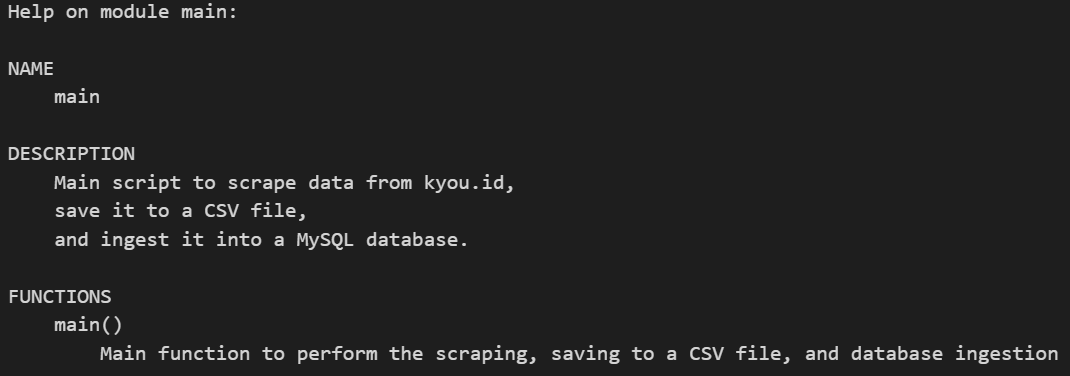 Help on module main:
NAME
main
DESCRIPTION
Main script to scrape data from kyou.id,
save it to a CSV file,
and ingest it into a MySQL database.
FUNCTIONS
main()
Main function to perform the scraping, saving to a CSV file, and database ingestion